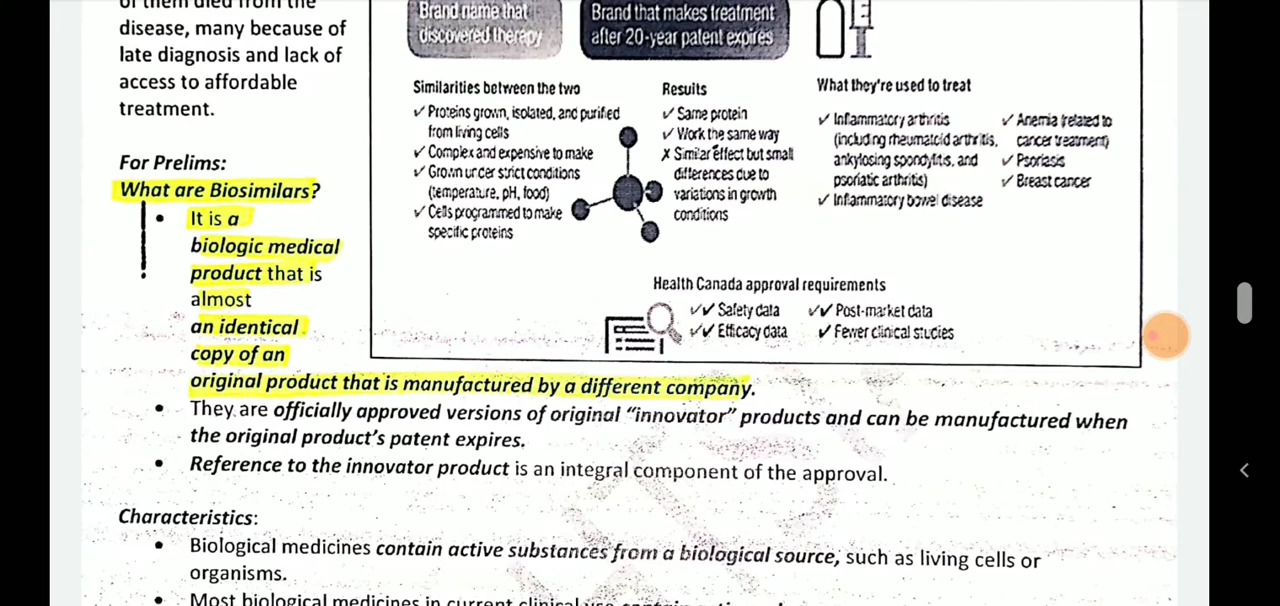 of them died from the
disease, many because of
late diagnosis and lack of
access to affordable
treatment.
For Prelims:
What are Biosimilars?
• It is a
biologic medical
product that is
almost
an identical
copy of an
original product that is manufactured by a different company.
• They are officially approved versions of original “innovator” products and can be manufactured when
the original product’s patent expires.
• Reference to the innovator product is an integral component of the approval.
Characteristics:
• Biological medicines contain active substances from a biological source, such as living cells or
organisms.
• Most biological medicines in current clinical use contain
Brand name that
discovered therapy
Brand that makes treatment
after 20-year patent expires
Similarities between the two
✓ Proteins grown, isolated, and purified
from living cells
✓ Complex and expensive to make
✓ Grown under strict conditions
(temperature, pH, food)
✓ Cells programmed to make
specific proteins
Results
✓ Same protein
✓ Work the same way
✗ Similar effect but small
differences due to
variations in growth
conditions
What they're used to treat
✓ Inflammatory arthritis
(including rheumatoid arthritis,
ankylosing spondylitis, and
psoriatic arthritis)
✓ Inflammatory bowel disease
✓ Anemia (related to
cancer treatment)
✓ Psoriasis
✓ Breast cancer
Health Canada approval requirements
✓✓ Safety data
✓✓ Efficacy data
✓✓ Post-market data
✓ Fewer clinical studies